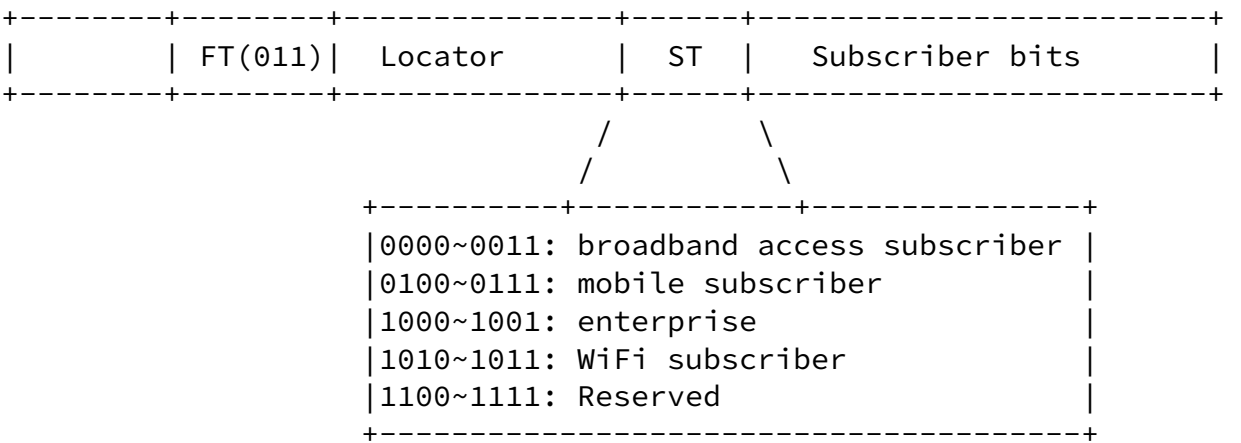 +--------+--------+---------------+------+-------------------------+
|        | FT(011)|  Locator      |  ST  |   Subscriber bits       |
+--------+--------+---------------+------+-------------------------+
/        \
/          \
+----------+------------+---------------+
|0000~0011: broadband access subscriber |
|0100~0111: mobile subscriber           |
|1000~1001: enterprise                  |
|1010~1011: WiFi subscriber             |
|1100~1111: Reserved                    |
+---------------------------------------+